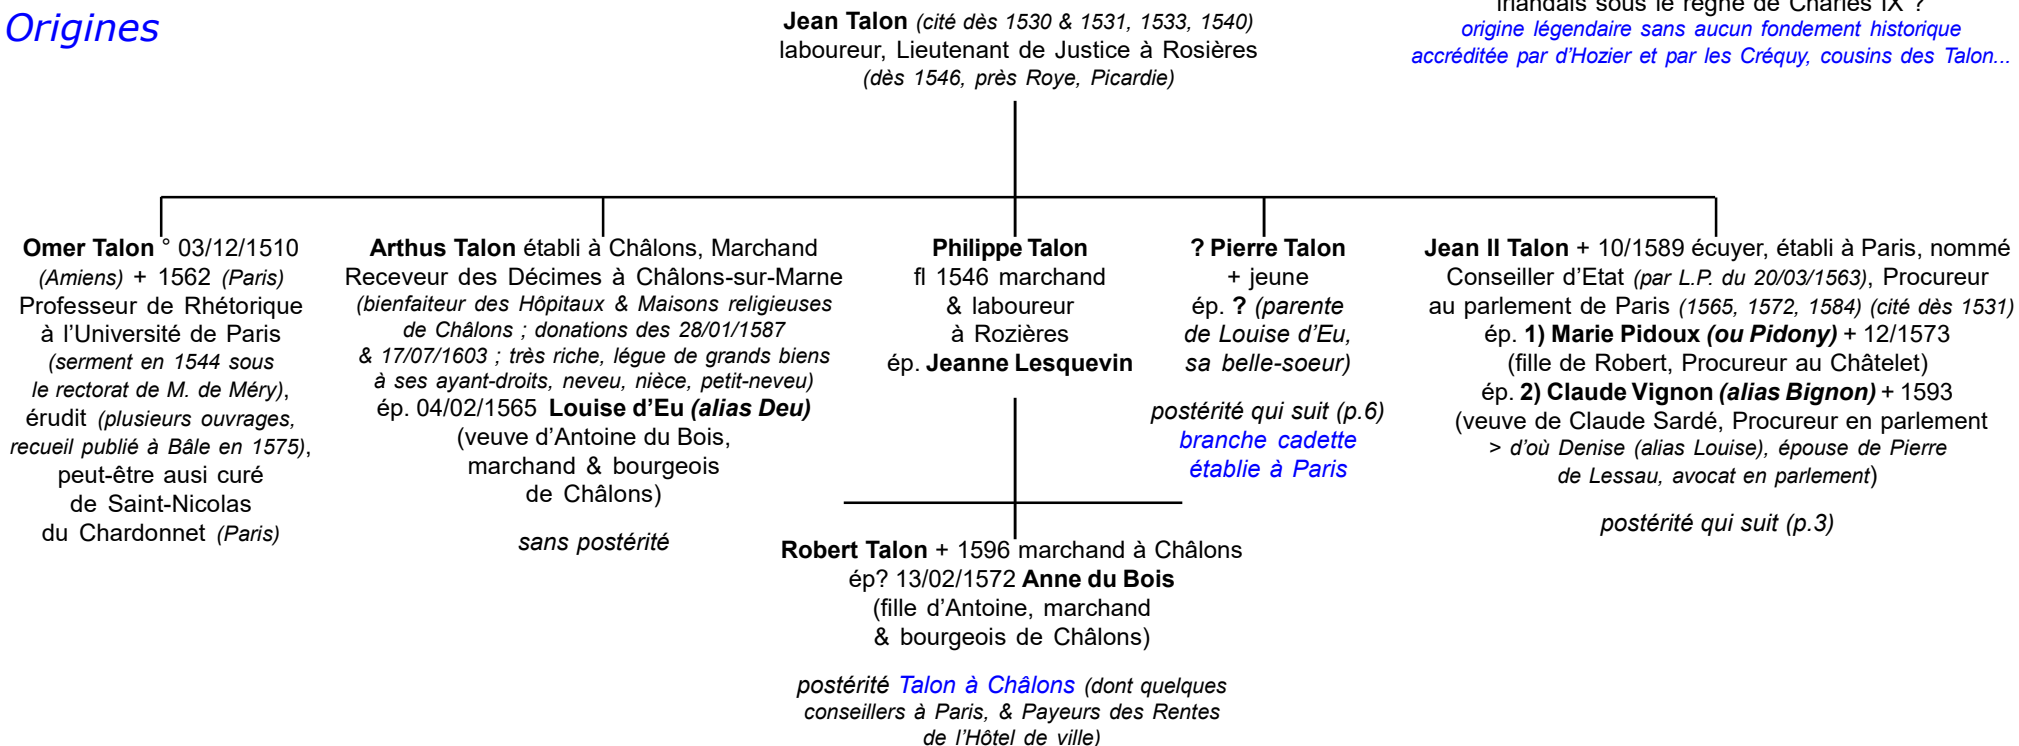 Origines
Jean Talon (cité dès 1530 & 1531, 1533, 1540)
laboureur, Lieutenant de Justice à Rosières
(dès 1546, près Roye, Picardie)
irlandais sous le règne de Charles IX ?
origine légendaire sans aucun fondement historique
accréditée par d'Hozier et par les Créquy, cousins des Talon...
Omer Talon ° 03/12/1510
(Amiens) + 1562 (Paris)
Professeur de Rhétorique
à l'Université de Paris
(serment en 1544 sous
le rectorat de M. de Méry),
érudit (plusieurs ouvrages,
recueil publié à Bâle en 1575),
peut-être ausi curé
de Saint-Nicolas
du Chardonnet (Paris)
Arthus Talon établi à Châlons, Marchand
Receveur des Décimes à Châlons-sur-Marne
(bienfaiteur des Hôpitaux & Maisons religieuses
de Châlons ; donations des 28/01/1587
& 17/07/1603 ; très riche, légue de grands biens
à ses ayant-droits, neveu, nièce, petit-neveu)
ép. 04/02/1565 Louise d'Eu (alias Deu)
(veuve d'Antoine du Bois,
marchand & bourgeois
de Châlons)
sans postérité
Philippe Talon
fl 1546 marchand
& laboureur
à Rozières
ép. Jeanne Lesquevin
? Pierre Talon
+ jeune
ép. ? (parente
de Louise d'Eu,
sa belle-soeur)
postérité qui suit (p.6)
branche cadette
établie à Paris
Jean II Talon + 10/1589 écuyer, établi à Paris, nommé
Conseiller d'Etat (par L.P. du 20/03/1563), Procureur
au parlement de Paris (1565, 1572, 1584) (cité dès 1531)
ép. 1) Marie Pidoux (ou Pidony) + 12/1573
(fille de Robert, Procureur au Châtelet)
ép. 2) Claude Vignon (alias Bignon) + 1593
(veuve de Claude Sardé, Procureur en parlement
> d'où Denise (alias Louise), épouse de Pierre
de Lessau, avocat en parlement)
postérité qui suit (p.3)
Robert Talon + 1596 marchand à Châlons
ép? 13/02/1572 Anne du Bois
(fille d'Antoine, marchand
& bourgeois de Châlons)
postérité Talon à Châlons (dont quelques
conseillers à Paris, & Payeurs des Rentes
de l'Hôtel de ville)